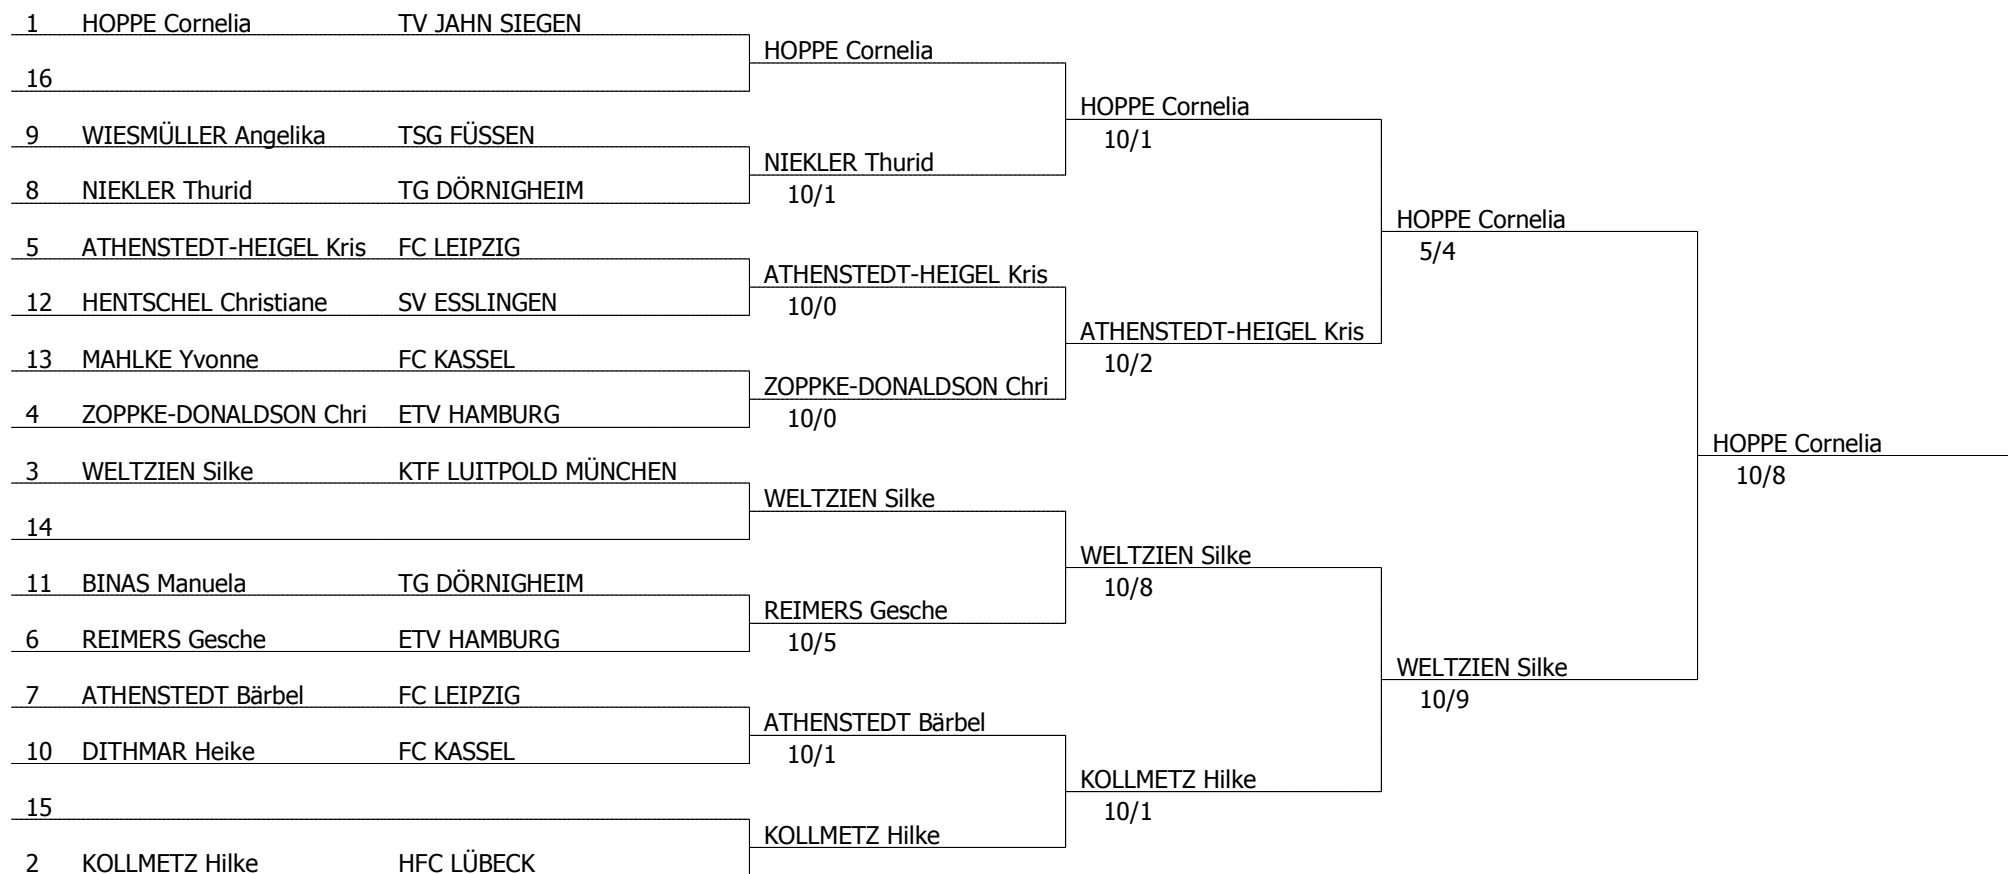 1 HOPPE Cornelia TV JAHN SIEGEN
HOPPE Cornelia
16
HOPPE Cornelia
9 WIESMÜLLER Angelika TSG FÜSSEN
10/1
NIEKLER Thurid
8 NIEKLER Thurid TG DÖRNIGHEIM
10/1
HOPPE Cornelia
5 ATHENSTEDT-HEIGEL Kris FC LEIPZIG
5/4
ATHENSTEDT-HEIGEL Kris
12 HENTSCHEL Christiane SV ESSLINGEN
10/0
ATHENSTEDT-HEIGEL Kris
13 MAHLKE Yvonne FC KASSEL
10/2
ZOPPKE-DONALDSON Chri
4 ZOPPKE-DONALDSON Chri ETV HAMBURG
10/0
HOPPE Cornelia
3 WELTZIEN Silke KTF LUITPOLD MÜNCHEN
10/8
WELTZIEN Silke
14
WELTZIEN Silke
11 BINAS Manuela TG DÖRNIGHEIM
10/8
REIMERS Gesche
6 REIMERS Gesche ETV HAMBURG
10/5
WELTZIEN Silke
7 ATHENSTEDT Bärbel FC LEIPZIG
10/9
ATHENSTEDT Bärbel
10 DITHMAR Heike FC KASSEL
10/1
KOLLMETZ Hilke
15
10/1
KOLLMETZ Hilke
2 KOLLMETZ Hilke HFC LÜBECK